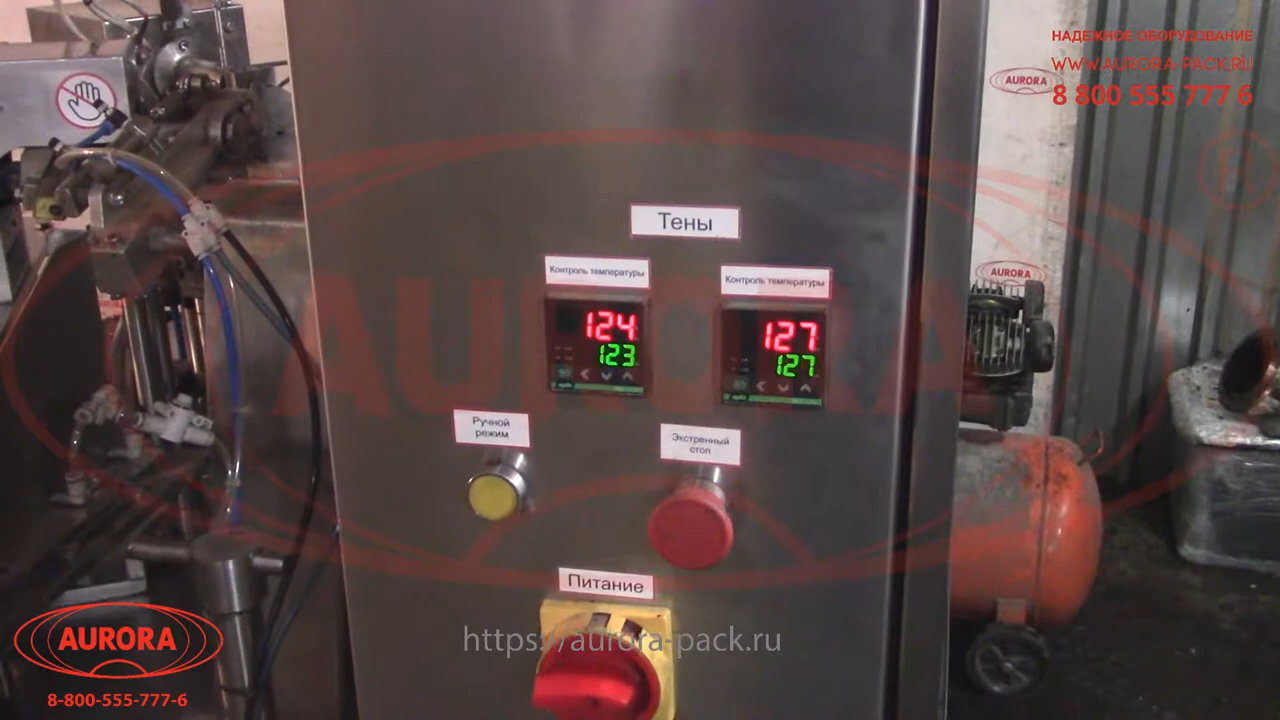 НАДЕЖНОЕ ОБОРУДОВАНИЕ
WWW.AURORA-PACK.RU
AURORA
8 800 555 777 6
AURORA
AURORA
Тены
Контроль температуры
Контроль температуры
124
123
127
127
Ручной
режим
Экстренный
стоп
Питание
https://aurora-pack.ru
AURORA
8-800-555-777-6